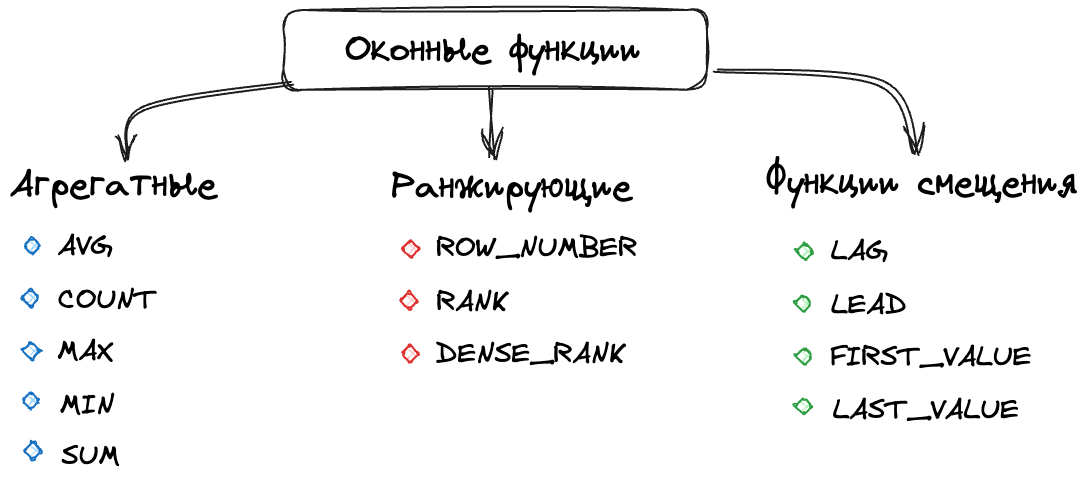 Оконные функции
Агрегатные
AVG
COUNT
MAX
MIN
SUM
Ранжирующие
ROW_NUMBER
RANK
DENSE_RANK
Функции смещения
LAG
LEAD
FIRST_VALUE
LAST_VALUE